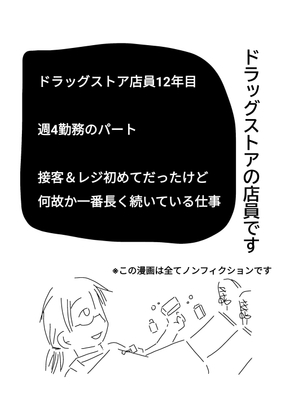 ドラッグストアの店員です
ドラッグストア店員12年目
週4勤務のパート
接客＆レジ初めてだったけど
何故か一番長く続いている仕事
※この漫画は全てノンフィクションです